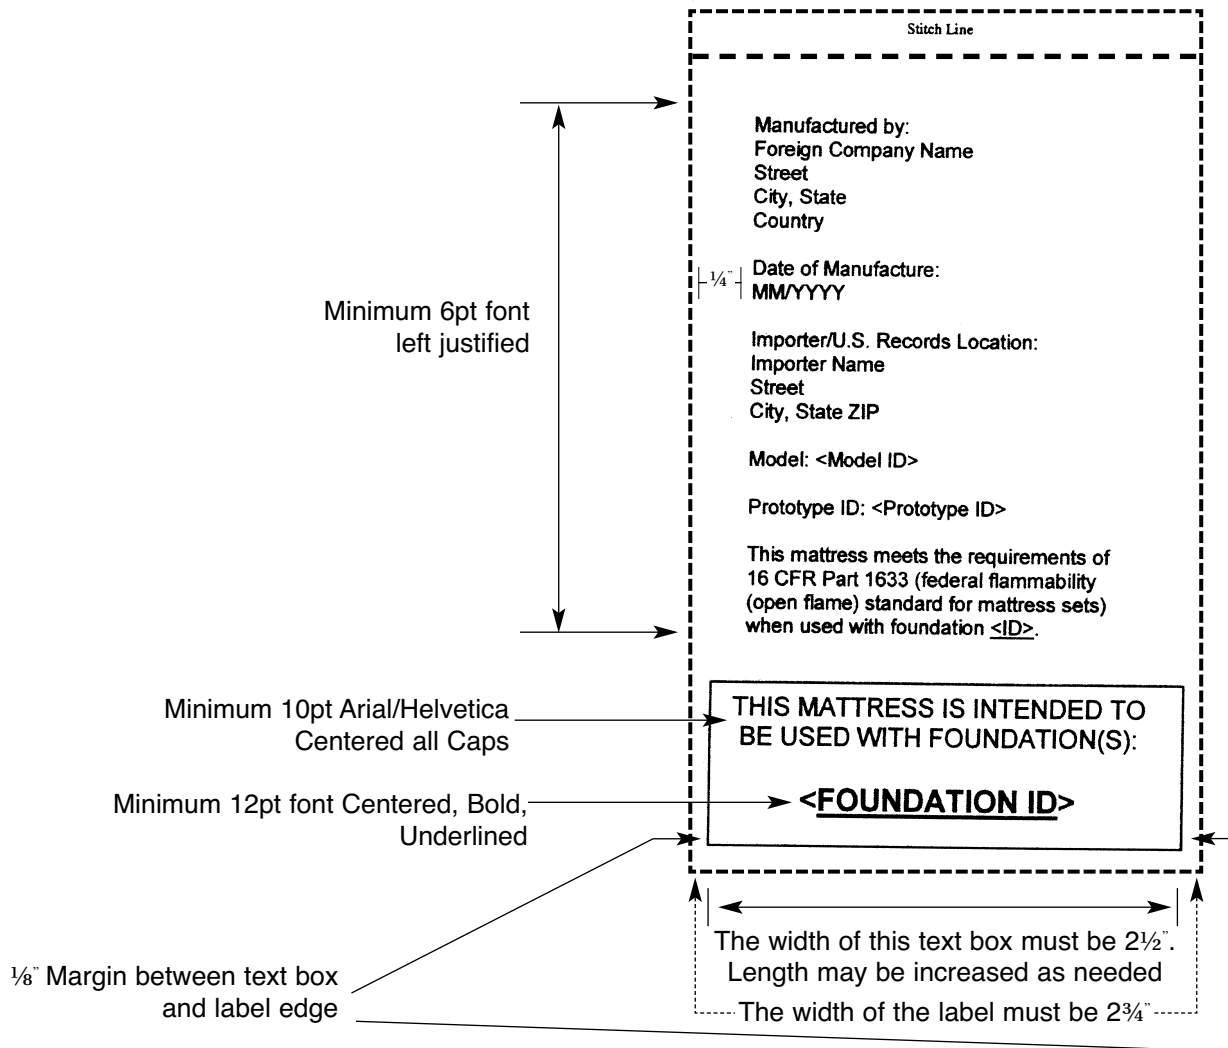 Stitch Line
Manufactured by:
Foreign Company Name
Street
City, State
Country
¼"
Date of Manufacture:
MM/YYYY
Minimum 6pt font
left justified
Importer/U.S. Records Location:
Importer Name
Street
City, State ZIP
Model: <Model ID>
Prototype ID: <Prototype ID>
This mattress meets the requirements of
16 CFR Part 1633 (federal flammability
(open flame) standard for mattress sets)
when used with foundation <ID>.
Minimum 10pt Arial/Helvetica
Centered all Caps
THIS MATTRESS IS INTENDED TO
BE USED WITH FOUNDATION(S):
Minimum 12pt font Centered, Bold,
Underlined
<FOUNDATION ID>
The width of this text box must be 2½".
Length may be increased as needed
⅛" Margin between text box
and label edge
The width of the label must be 2¾"